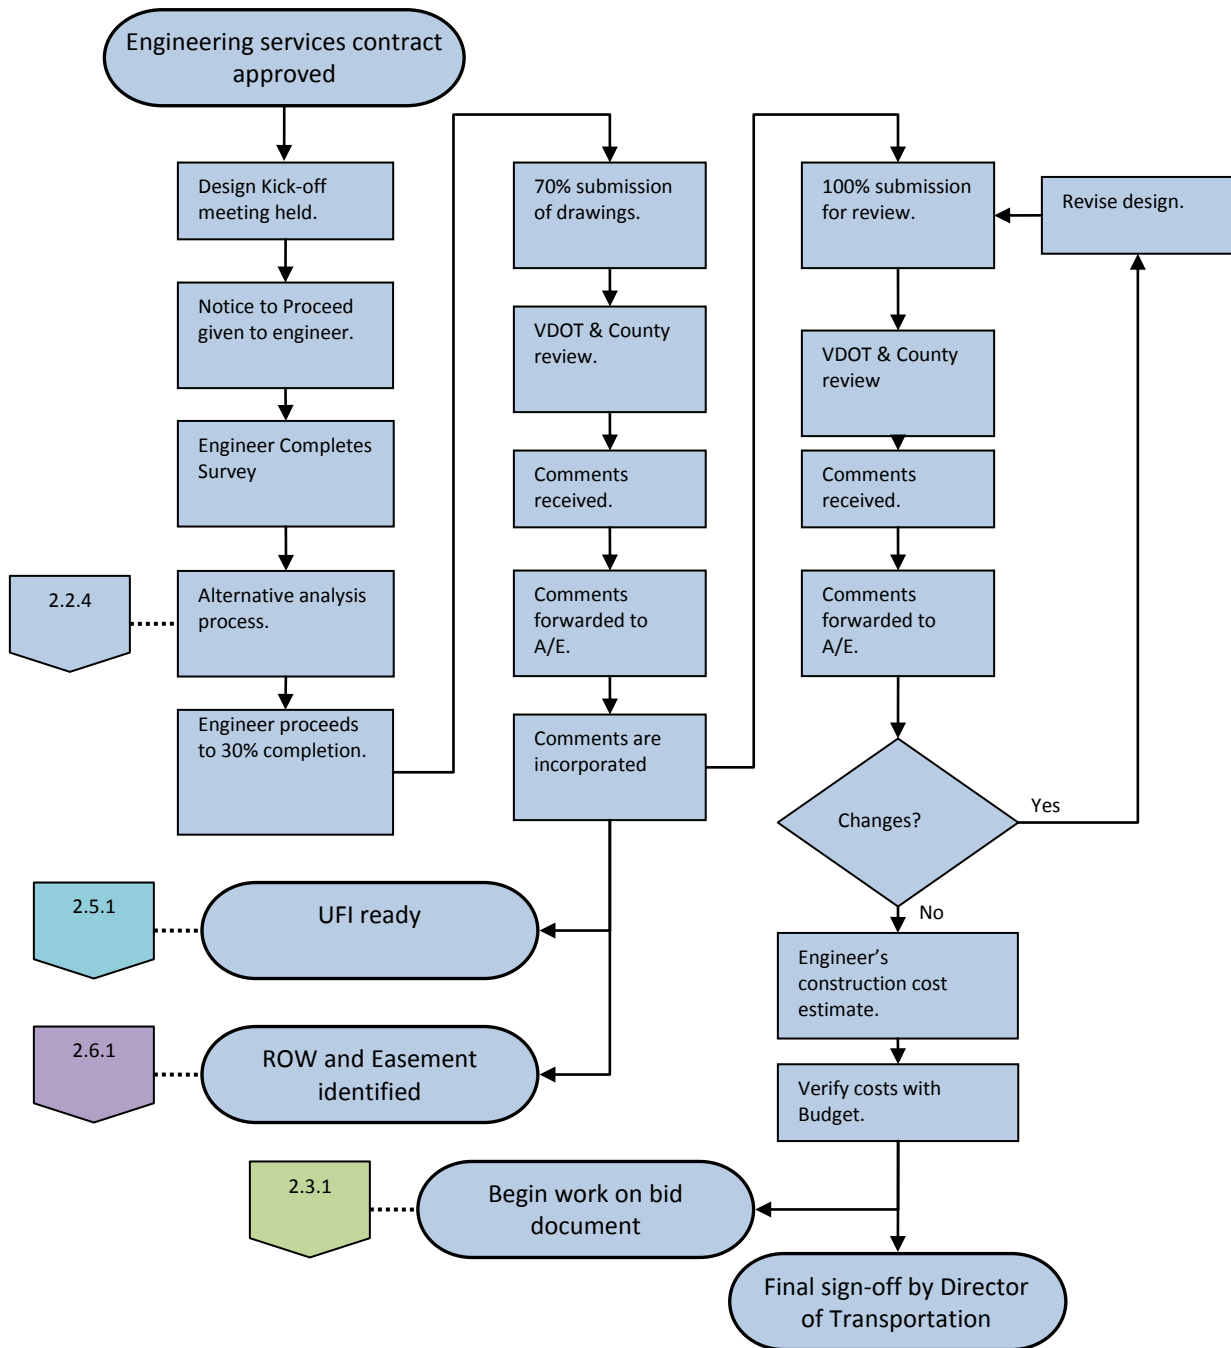 Engineering services contract
approved
Design Kick-off
meeting held.
Notice to Proceed
given to engineer.
Engineer Completes
Survey
2.2.4
Alternative analysis
process.
Engineer proceeds
to 30% completion.
70% submission
of drawings.
VDOT & County
review.
Comments
received.
Comments
forwarded to
A/E.
Comments are
incorporated
2.5.1
UFI ready
2.6.1
ROW and Easement
identified
100% submission
for review.
Revise design.
VDOT & County
review
Comments
received.
Comments
forwarded to
A/E.
Changes?
Yes
No
Engineer’s
construction cost
estimate.
Verify costs with
Budget.
2.3.1
Begin work on bid
document
Final sign-off by Director
of Transportation